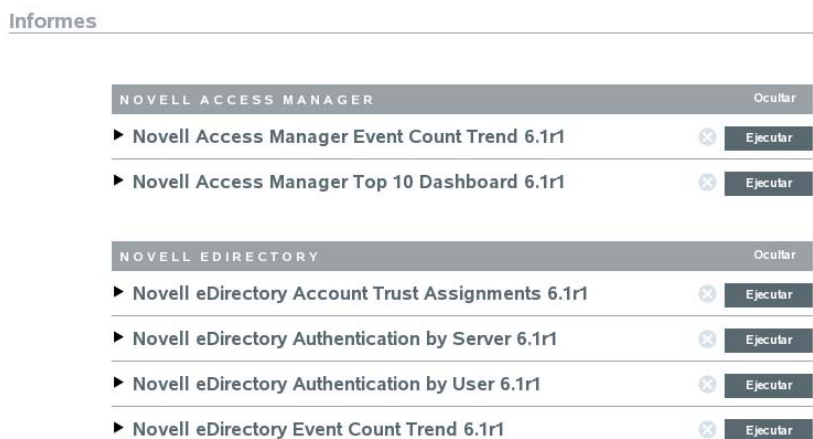 Informes
NOVELL ACCESS MANAGER Ocultar
Novell Access Manager Event Count Trend 6.1r1 Ejecutar
Novell Access Manager Top 10 Dashboard 6.1r1 Ejecutar
NOVELL EDIRECTORY Ocultar
Novell eDirectory Account Trust Assignments 6.1r1 Ejecutar
Novell eDirectory Authentication by Server 6.1r1 Ejecutar
Novell eDirectory Authentication by User 6.1r1 Ejecutar
Novell eDirectory Event Count Trend 6.1r1 Ejecutar